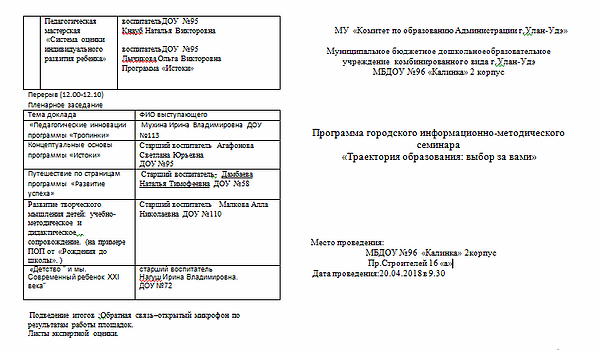 Педагогическая
мастерская
«Система оценки
индивидуального
развития ребенка»
воспитатель ДОУ №95
Кнауб Наталья Викторовна
воспитатель ДОУ №95
Лычикова Ольга Викторовна
Программа «Истоки»
Перерыв (12.00-12.10)
Пленарное заседание
Тема доклада
ФИО выступающего
«Педагогические инновации
программы «Тропинки»
Мухина Ирина Владимировна ДОУ
№113
Концептуальные основы
программы «Истоки»
Старший воспитатель Агафонова
Светлана Юрьевна
ДОУ №95
Путешествие по страницам
программы «Развитие
успеха»
Старший воспитатель: Дамбаева
Наталья Тимофеевна ДОУ №58
Развитие творческого
мышления детей: учебно-
методическое и
дидактическое
сопровождение. (на примере
ПОП от «Рождения до
школы». )
Старший воспитатель Малкова Алла
Николаевна ДОУ №110
«Детство " и мы.
Современный ребенок XXI
века"
старший воспитатель
Нагуш Ирина Владимировна.
ДОУ №72
Подведение итогов ;Обратная связь–открытый микрофон по
результатам работы площадок.
Листы экспертной оценки.
МУ «Комитет по образованию Администрации г,Улан-Удэ»
Муниципальное бюджетное дошкольноеобразовательное
учреждение комбинированного вида г,Улан-Удэ
МБДОУ №96 «Калинка» 2 корпус
Программа городского информационно-методического
семинара
«Траектория образования: выбор за вами»
Место проведения:
МБДОУ №96 «Калинка» 2корпус
Пр.Строителей 16 «а»
Дата проведения:20.04.2018 в 9.30